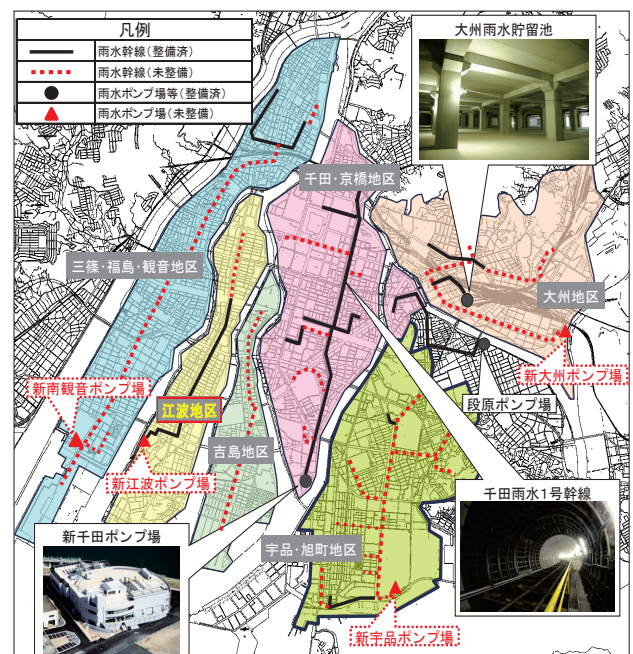 凡例
雨水幹線(整備済)
雨水幹線(未整備)
雨水ポンプ場等(整備済)
雨水ポンプ場(未整備)
大州雨水貯留池
千田・京橋地区
三篠・福島・観音地区
大州地区
新南観音ポンプ場
江波地区
新大州ポンプ場
段原ポンプ場
吉島地区
新江波ポンプ場
千田雨水1号幹線
新千田ポンプ場
宇品・旭町地区
新宇品ポンプ場